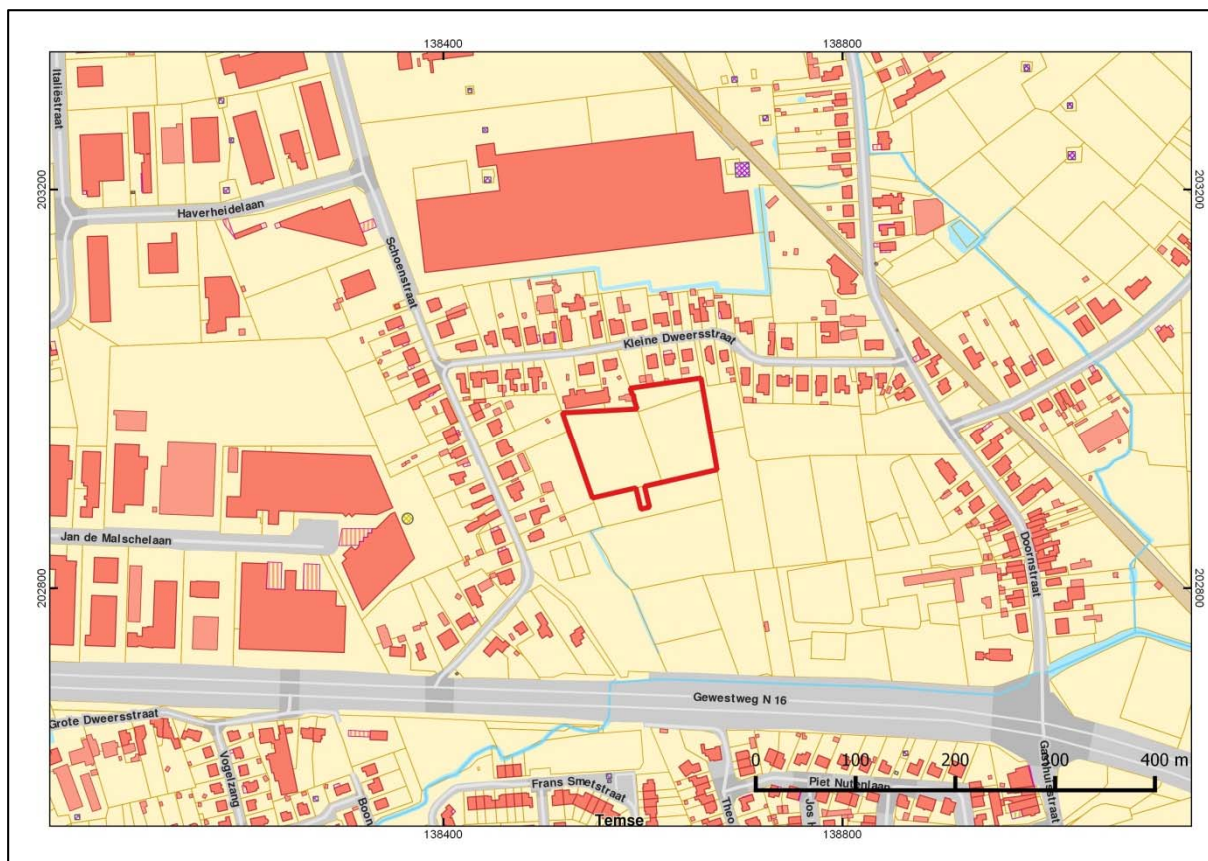 138400
138800
Italiëstraat
203200
203200
Haverheidelaan
Schoenstraat
Kleine Dweersstraat
Jan de Malschelaan
Doornstraat
202800
202800
Gewestweg N 16
Grote Dweersstraat
Vogelzang
Boon
Frans Smetstraat
Temse
Theo
Piet Nutenlaan
Jos H
Gasthuisstraat
0 100 200 300 400 m
138400
138800